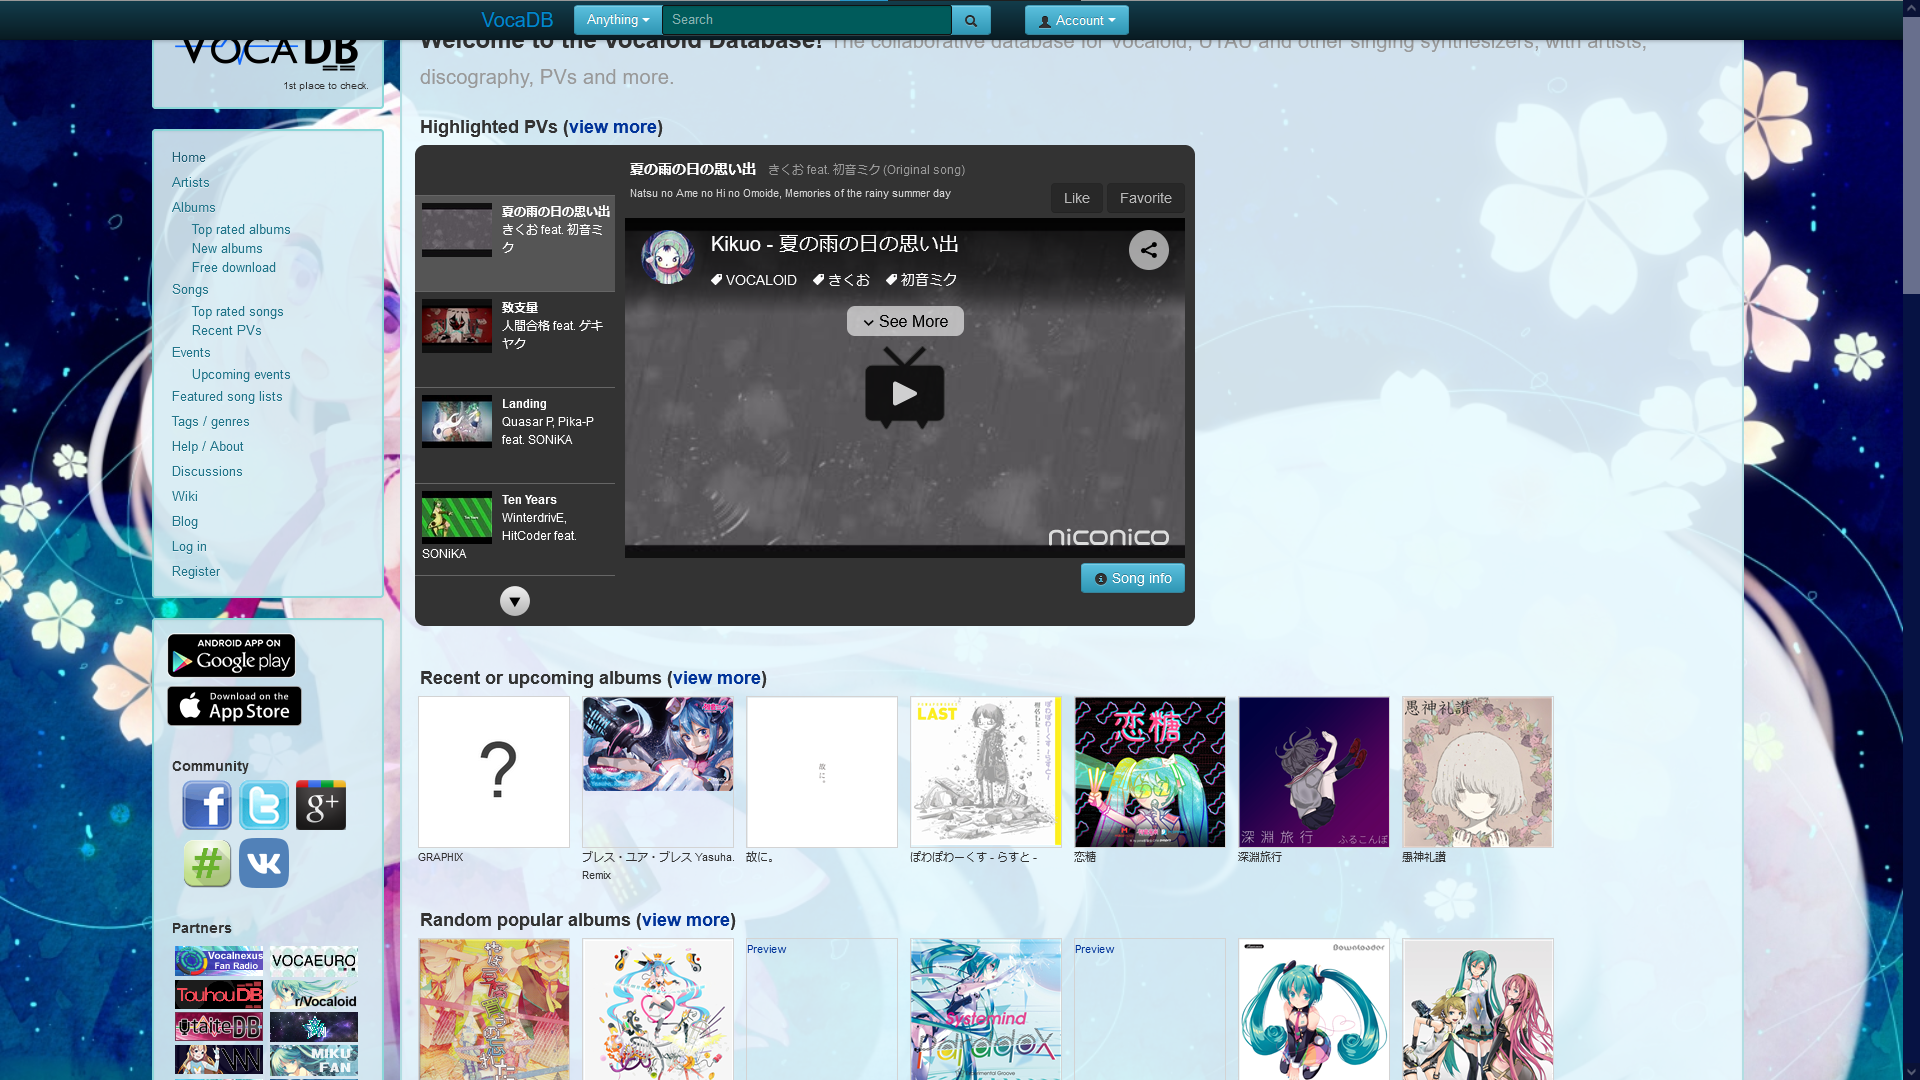 VocaDB
Anything
Search
Account
VOCADB
1st place to check.
Home
Artists
Albums
Top rated albums
New albums
Free download
Songs
Top rated songs
Recent PVs
Events
Upcoming events
Featured song lists
Tags / genres
Help / About
Discussions
Wiki
Blog
Log in
Register
ANDROID APP ON
Google play
Download on the
App Store
Community
Partners
Vocalnexus
Fan Radio
VOCAEURO
TouhouDB
r/Vocaloid
UtaiteDB
MIKU
FAN
Welcome to the Vocaloid Database! The collaborative database for Vocaloid, UTAU and other singing synthesizers, with artists,
discography, PVs and more.
Highlighted PVs (view more)
夏の雨の日の思い出
きくお feat. 初音ミ
ク
致支量
人間合格 feat. ゲキ
ヤク
Landing
Quasar P, Pika-P
feat. SONiKA
Ten Years
WinterdrivE,
HitCoder feat.
SONiKA
夏の雨の日の思い出 きくお feat. 初音ミク (Original song)
Natsu no Ame no Hi no Omoide, Memories of the rainy summer day
Like
Favorite
Kikuo - 夏の雨の日の思い出
VOCALOID きくお 初音ミク
See More
niconico
Song info
Recent or upcoming albums (view more)
?
故に。
LAST
恋糖
深淵旅行
ふるこんぼ
愚神礼讃
GRAPHIX
ブレス・ユア・ブレス Yasuha.
Remix
故に。
ぽわぽわーくす - らすと -
恋糖
深淵旅行
愚神礼讃
Random popular albums (view more)
Preview
Systemind
ParadoX
Preview
Downloader